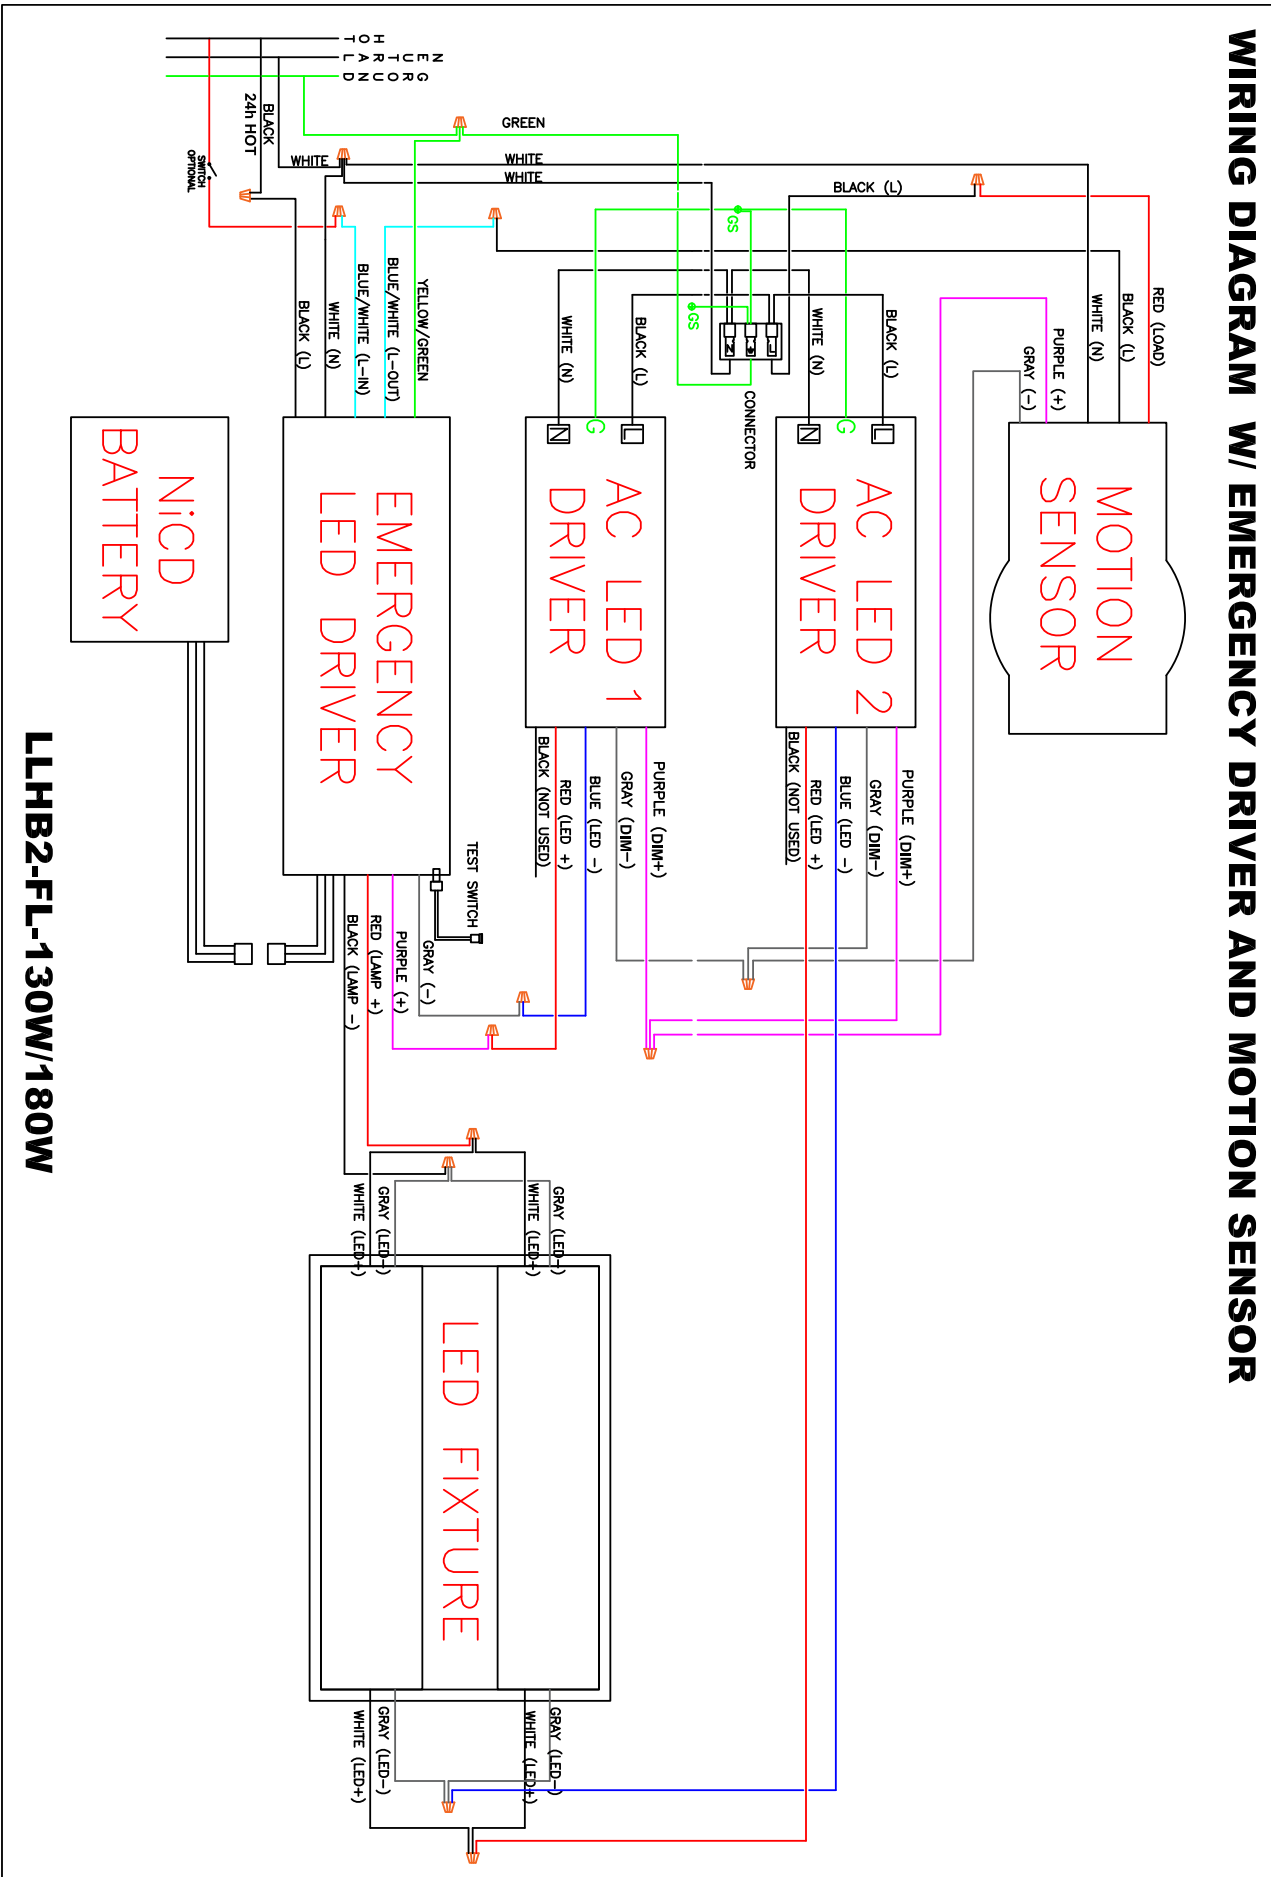 WIRING DIAGRAM W/ EMERGENCY DRIVER AND MOTION SENSOR
RED (LOAD)
BLACK (L)
WHITE (N)
PURPLE (+)
GRAY (-)
MOTION
SENSOR
BLACK (L)
BLACK (L)
WHITE (N)
L
G
N
AC LED 2
DRIVER
PURPLE (DIM+)
GRAY (DIM-)
BLUE (LED -)
RED (LED +)
BLACK (NOT USED)
GS
GS
L
N
CONNECTOR
BLACK (L)
WHITE (N)
L
G
N
AC LED 1
DRIVER
PURPLE (DIM+)
GRAY (DIM-)
BLUE (LED -)
RED (LED +)
BLACK (NOT USED)
GREEN
WHITE
WHITE
WHITE
NEUTRAL
GROUND
HOT
BLACK
24h HOT
SWITCH
OPTIONAL
YELLOW/GREEN
BLUE/WHITE (L-OUT)
BLUE/WHITE (L-IN)
WHITE (N)
BLACK (L)
EMERGENCY
LED DRIVER
TEST SWITCH
GRAY (-)
PURPLE (+)
RED (LAMP +)
BLACK (LAMP -)
NiCD
BATTERY
GRAY (LED-)
WHITE (LED+)
GRAY (LED-)
WHITE (LED+)
LED FIXTURE
GRAY (LED-)
WHITE (LED+)
GRAY (LED-)
WHITE (LED+)
LLHB2-FL-130W/180W